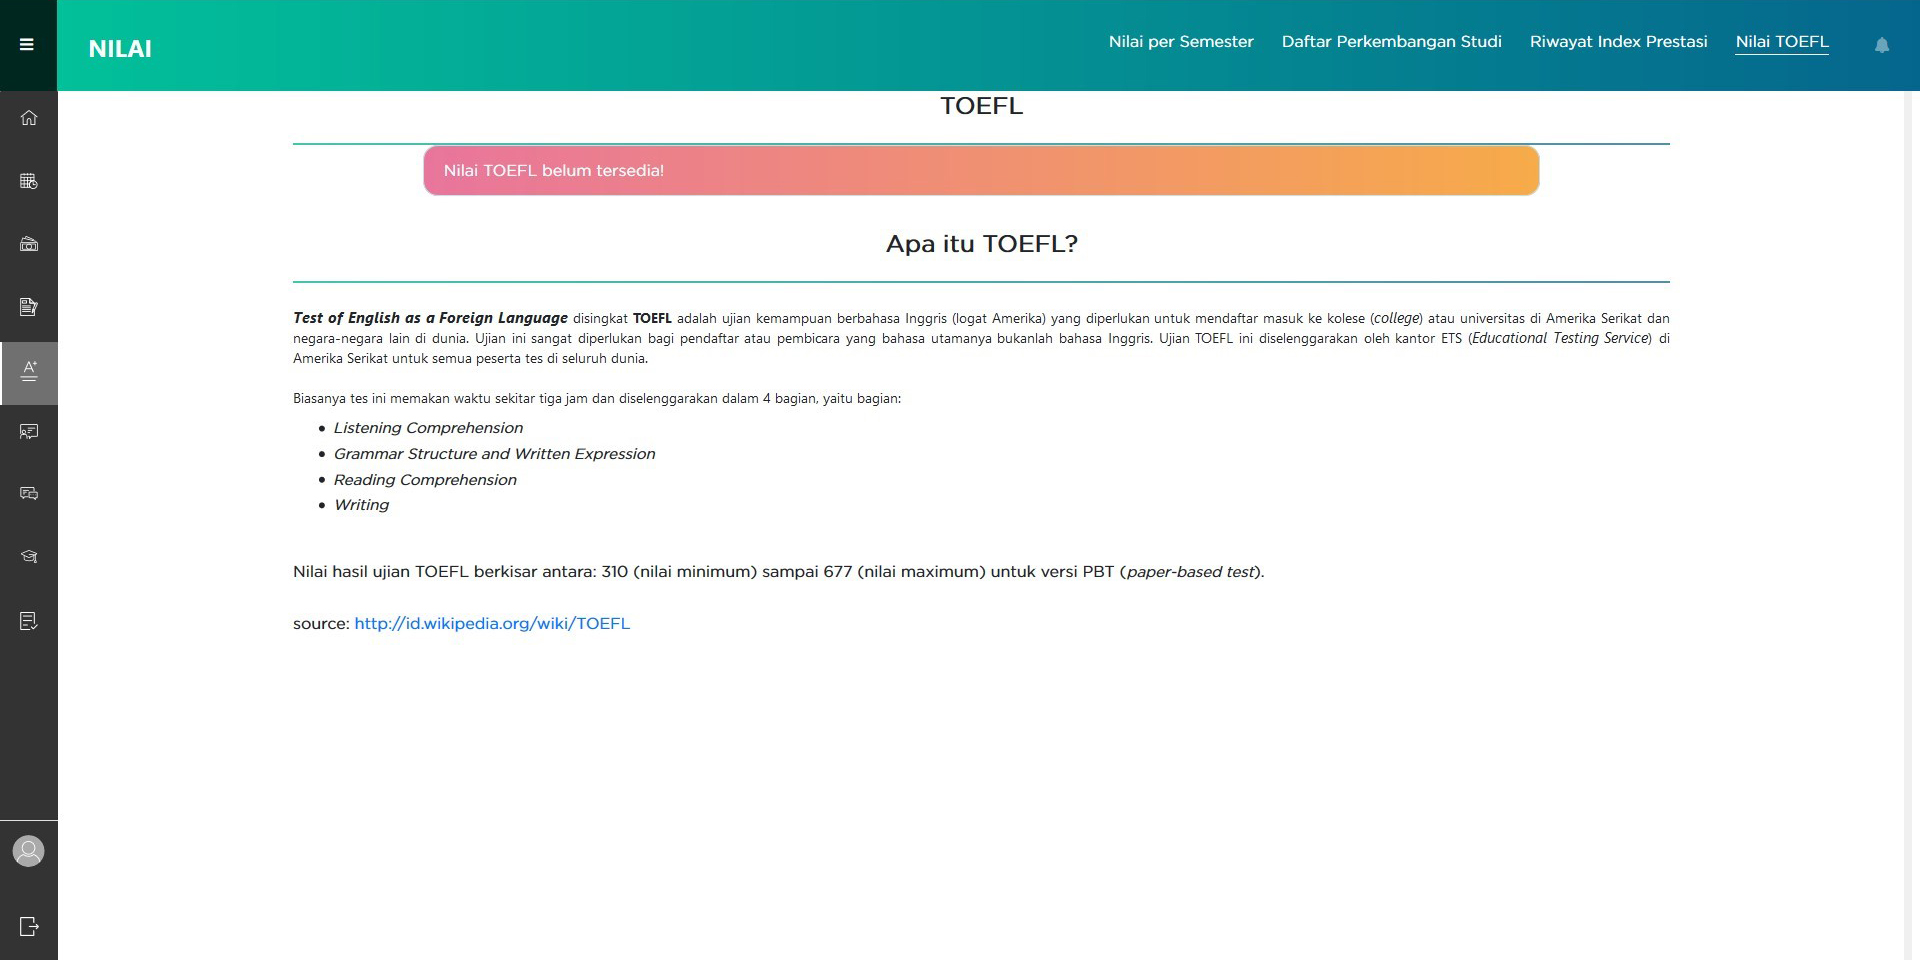 NILAI
Nilai per Semester
Daftar Perkembangan Studi
Riwayat Index Prestasi
Nilai TOEFL
TOEFL
Nilai TOEFL belum tersedia!
Apa itu TOEFL?
Test of English as a Foreign Language disingkat TOEFL adalah ujian kemampuan berbahasa Inggris (logat Amerika) yang diperlukan untuk mendaftar masuk ke kolese (college) atau universitas di Amerika Serikat dan
negara-negara lain di dunia. Ujian ini sangat diperlukan bagi pendaftar atau pembicara yang bahasa utamanya bukanlah bahasa Inggris. Ujian TOEFL ini diselenggarakan oleh kantor ETS (Educational Testing Service) di
Amerika Serikat untuk semua peserta tes di seluruh dunia.
Biasanya tes ini memakan waktu sekitar tiga jam dan diselenggarakan dalam 4 bagian, yaitu bagian:
• Listening Comprehension
• Grammar Structure and Written Expression
• Reading Comprehension
• Writing
Nilai hasil ujian TOEFL berkisar antara: 310 (nilai minimum) sampai 677 (nilai maximum) untuk versi PBT (paper-based test).
source: http://id.wikipedia.org/wiki/TOEFL